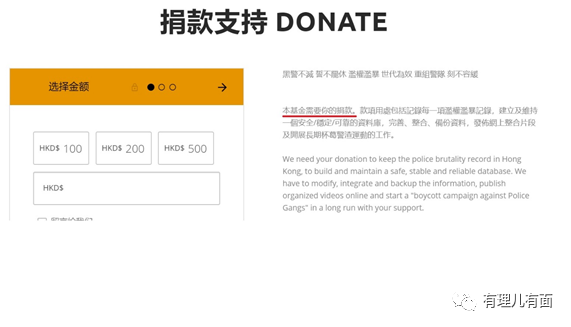 捐款支持 DONATE
选择金额
HKD$ 100
HKD$ 200
HKD$ 500
HKD$
黑警不滅 誓不罷休 濫權濫暴 世代為奴 重組警隊 刻不容緩
本基金需要你的捐款。款項用處包括記錄每一項濫權濫暴記錄，建立及維持
一個安全/穩定/可靠的資料庫，完善、整合、備份資料，發佈網上整合片段
及開展長期杯葛警渣運動的工作。
We need your donation to keep the police brutality record in Hong
Kong, to build and maintain a safe, stable and reliable database. We
have to modify, integrate and backup the information, publish
organized videos online and start a "boycott campaign against Police
Gangs" in a long run with your support.
有理儿有面